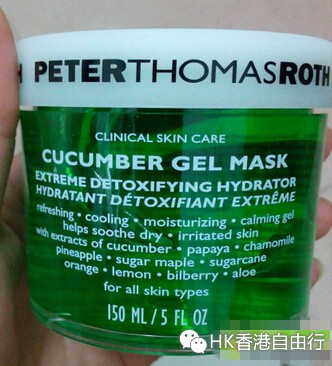 PETERTHOMASROTH
CLINICAL SKIN CARE
CUCUMBER GEL MASK
EXTREME DETOXIFYING HYDRATOR
HYDRATANT DÉTOXIFIANT EXTRÊME
refreshing • cooling • moisturizing • calming gel
helps soothe dry • irritated skin
with extracts of cucumber • papaya • chamomile
pineapple • sugar maple • sugarcane
orange • lemon • bilberry • aloe
for all skin types
150 ML / 5 FL OZ
HK香港自由行